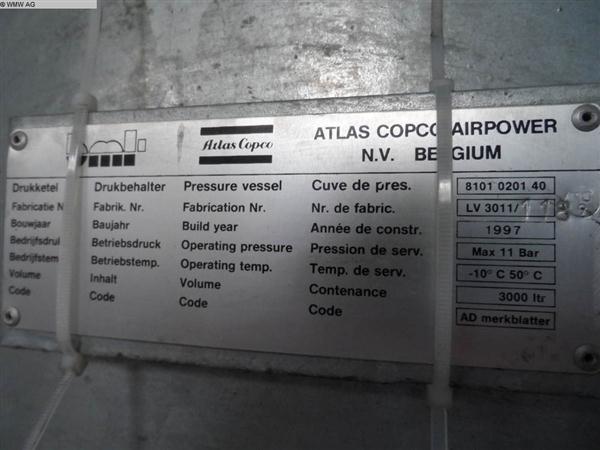 © WMW AG
Atlas Copco
ATLAS COPCO AIRPOWER
N.V. BELGIUM
Drukketel Drukbehalter Pressure vessel Cuve de pres. 8101 0201 40
Fabricatie N Fabrik. Nr. Fabrication Nr. Nr. de fabric. LV 3011/
Bouwjaar Baujahr Build year Année de constr. 1997
Bedrijfsdruk Betriebsdruck Operating pressure Pression de serv. Max 11 Bar
Bedrijfstem Betriebstemp. Operating temp. Temp. de serv. -10° C 50° C
Volume Inhalt Volume Contenance 3000 ltr
Code Code Code Code AD merkblatter